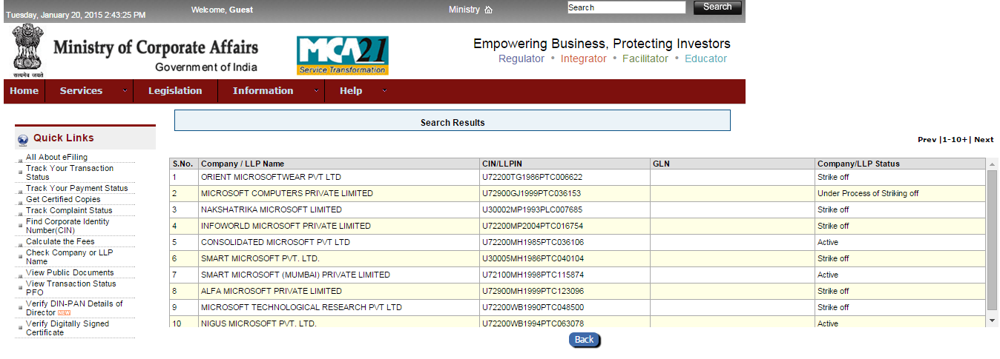 Tuesday, January 20, 2015 2:43:25 PM
Welcome, Guest
Ministry
Search
Search
सत्यमेव जयते
Ministry of Corporate Affairs
Government of India
MCA21
Service Transformation
Empowering Business, Protecting Investors
Regulator • Integrator • Facilitator • Educator
Home Services Legislation Information Help
Quick Links
All About eFiling
Track Your Transaction
Status
Track Your Payment Status
Get Certified Copies
Track Complaint Status
Find Corporate Identity
Number(CIN)
Calculate the Fees
Check Company or LLP
Name
View Public Documents
View Transaction Status
PFO
Verify DIN-PAN Details of
Director NEW
Verify Digitally Signed
Certificate
Search Results
Prev |1-10+| Next
S.No. Company / LLP Name CIN/LLPIN GLN Company/LLP Status
1 ORIENT MICROSOFTWEAR PVT LTD U72200TG1986PTC006622 Strike off
2 MICROSOFT COMPUTERS PRIVATE LIMITED U72900GJ1999PTC036153 Under Process of Striking off
3 NAKSHATRIKA MICROSOFT LIMITED U30002MP1993PLC007685 Strike off
4 INFOWORLD MICROSOFT PRIVATE LIMITED U72200MP2004PTC016754 Strike off
5 CONSOLIDATED MICROSOFT PVT LTD U72200MH1985PTC036106 Active
6 SMART MICROSOFT PVT. LTD. U30005MH1986PTC040104 Strike off
7 SMART MICROSOFT (MUMBAI) PRIVATE LIMITED U72100MH1998PTC115874 Active
8 ALFA MICROSOFT PRIVATE LIMITED U72900MH1999PTC123096 Strike off
9 MICROSOFT TECHNOLOGICAL RESEARCH PVT LTD U72200WB1990PTC048500 Strike off
10 NIGUS MICROSOFT PVT. LTD. U72200WB1994PTC063078 Active
Back